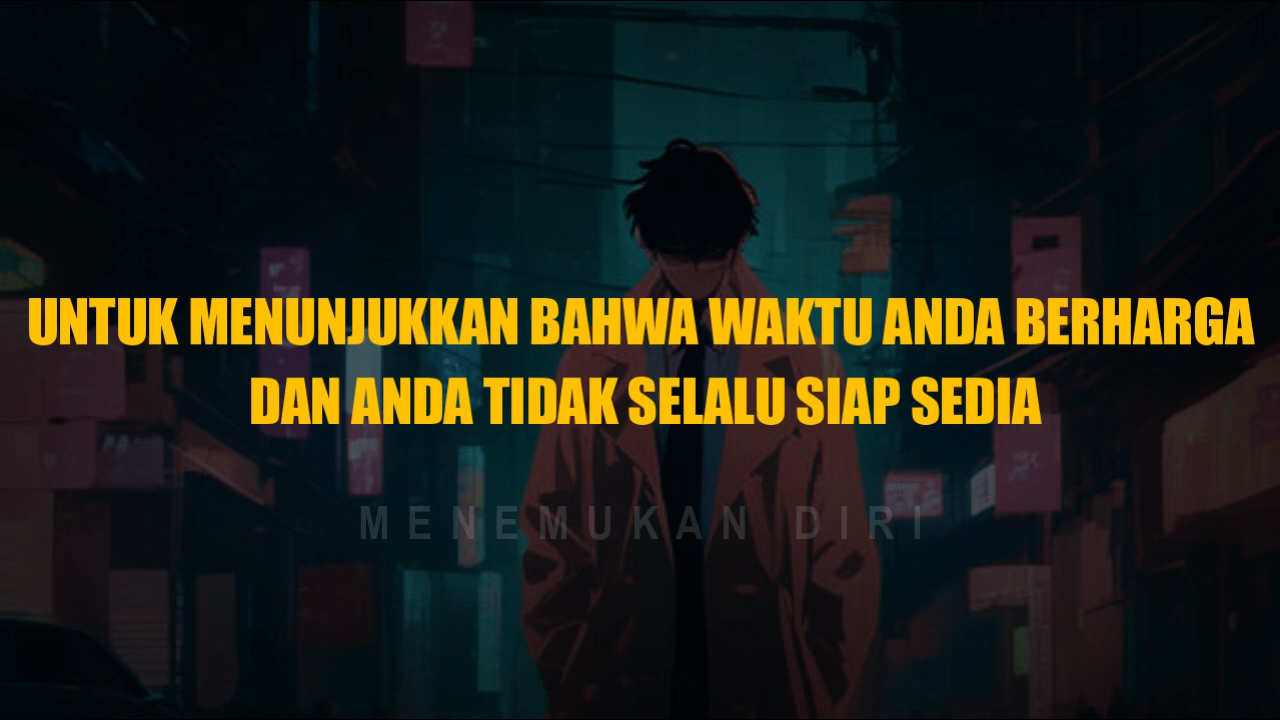 UNTUK MENUNJUKKAN BAHWA WAKTU ANDA BERHARGA
DAN ANDA TIDAK SELALU SIAP SEDIA
MENEMUKAN DIRI